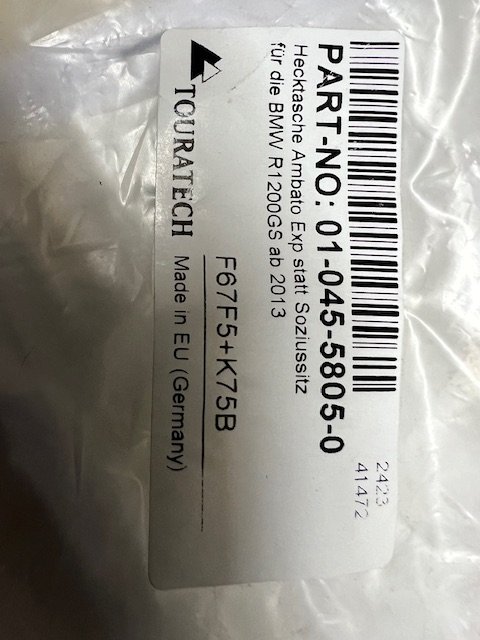 2423
41472
PART-NO: 01-045-5805-0
Hecktasche Ambato Exp statt Soziussitz
für die BMW R1200GS ab 2013
F67F5+K75B
TOURATECH Made in EU (Germany)